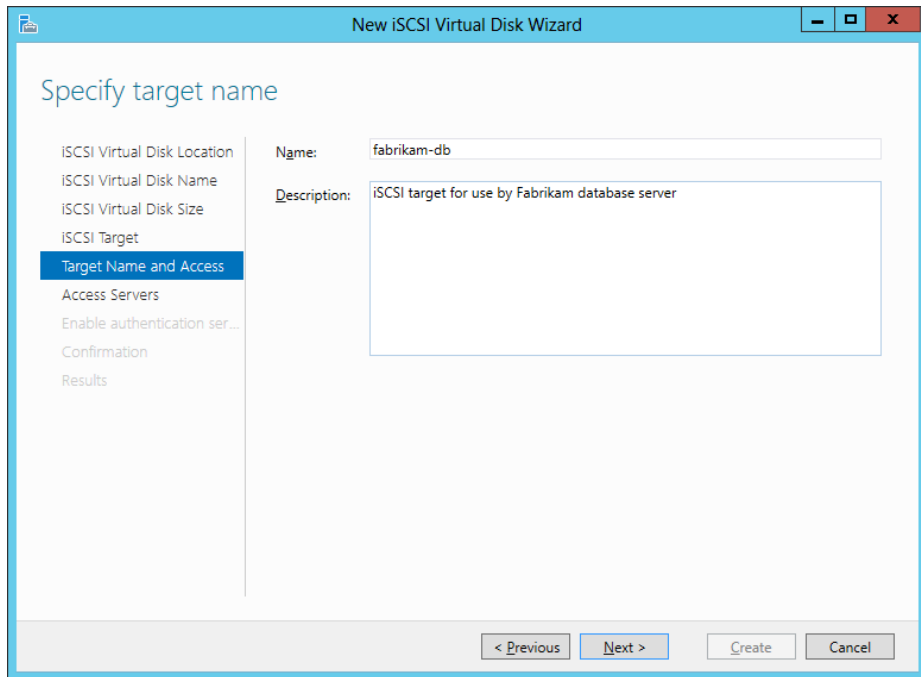 New iSCSI Virtual Disk Wizard
Specify target name
iSCSI Virtual Disk Location
iSCSI Virtual Disk Name
iSCSI Virtual Disk Size
iSCSI Target
Target Name and Access
Access Servers
Enable authentication ser...
Confirmation
Results
Name:
fabrikam-db
Description:
iSCSI target for use by Fabrikam database server
< Previous
Next >
Create
Cancel